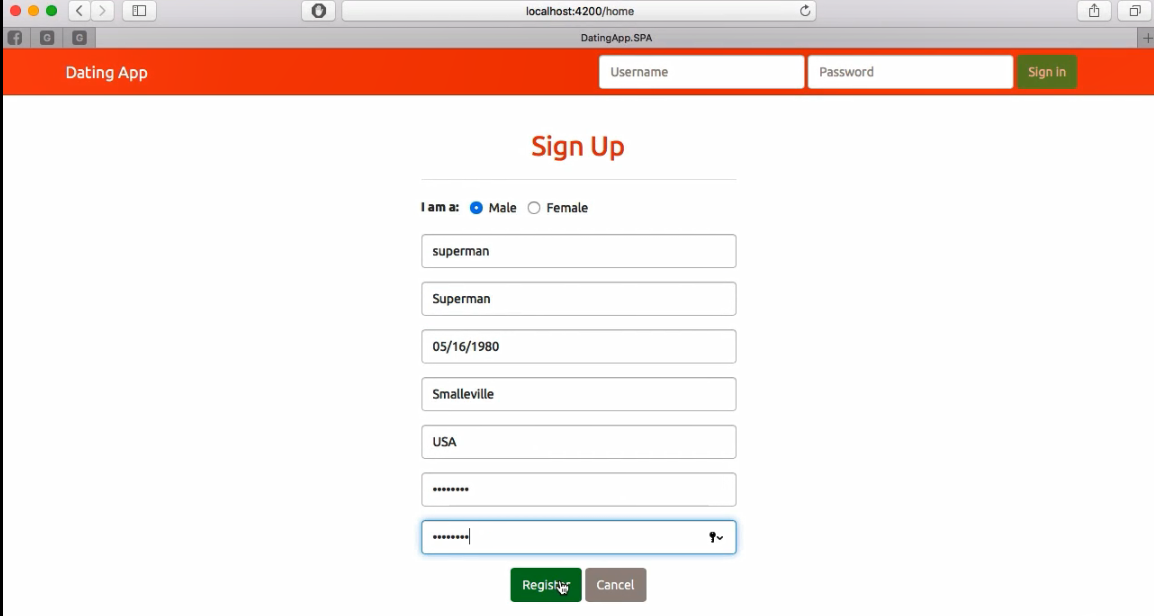 localhost:4200/home
DatingApp.SPA
Dating App Username Password Sign in
Sign Up
I am a: Male Female
superman
Superman
05/16/1980
Smalleville
USA
••••••••
••••••••
Register Cancel